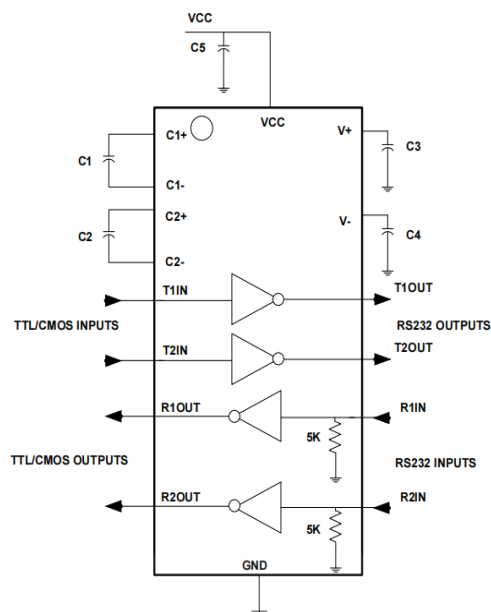 VCC
C5
VCC
C1+
V+
C1
C3
C1-
C2+
V-
C2
C4
C2-
T1IN
T1OUT
TTL/CMOS INPUTS
RS232 OUTPUTS
T2IN
T2OUT
R1OUT
R1IN
5K
TTL/CMOS OUTPUTS
RS232 INPUTS
R2OUT
R2IN
5K
GND